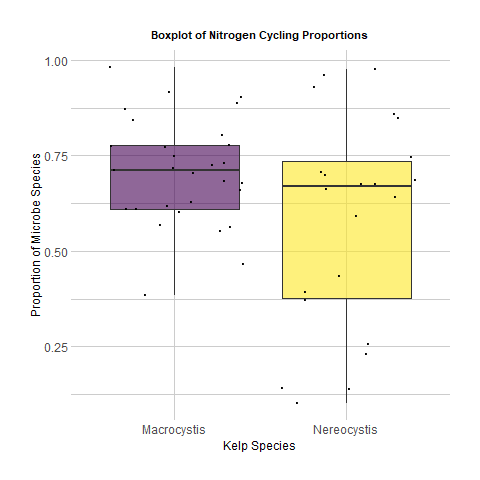 Boxplot of Nitrogen Cycling Proportions
1.00
0.75
0.50
0.25
Proportion of Microbe Species
Macrocystis
Nereocystis
Kelp Species